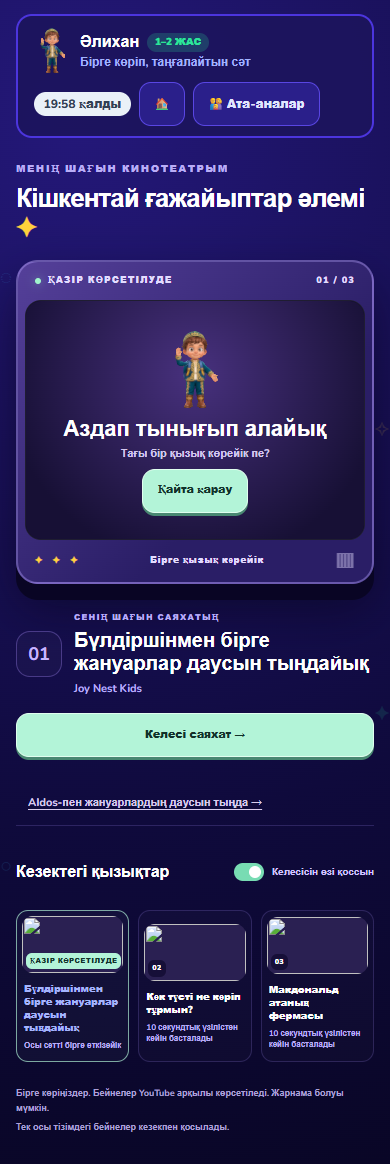 Әлихан 1–2 ЖАС
Бірге көріп, таңғалайтын сәт
19:58 қалды
Ата-аналар
МЕНІҢ ШАҒЫН КИНОТЕАТРЫМ
Кішкентай ғажайыптар әлемі
ҚАЗІР КӨРСЕТІЛУДЕ 01 / 03
Аздап тынығып алайық
Тағы бір қызық көрейік пе?
Қайта қарау
Бірге қызық көрейік
СЕНІҢ ШАҒЫН САЯХАТЫҢ
01
Бүлдіршінмен бірге
жануарлар даусын тыңдайық
Joy Nest Kids
Келесі саяхат →
Aldos-пен жануарлардың даусын тыңда →
Кезектегі қызықтар
Келесісін өзі қоссын
ҚАЗІР КӨРСЕТІЛУДЕ
Бүлдіршінмен
бірге жануарлар
даусын
тыңдайық
Осы сәтті бірге өткізейік
02
Көк түсті не көріп
тұрмын?
10 секундтық үзілістен
кейін басталады
03
Макдональд
атаның
фермасы
10 секундтық үзілістен
кейін басталады
Бірге көріңіздер. Бейнелер YouTube арқылы көрсетіледі. Жарнама болуы
мүмкін.
Тек осы тізімдегі бейнелер кезекпен қосылады.